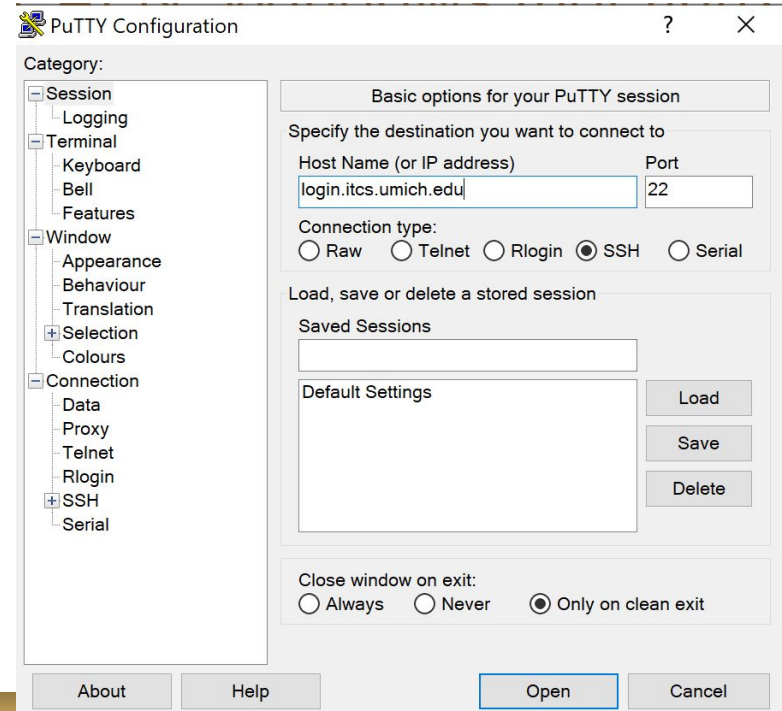 PuTTY Configuration
?
Category:
Session
Logging
Terminal
Keyboard
Bell
Features
Window
Appearance
Behaviour
Translation
Selection
Colours
Connection
Data
Proxy
Telnet
Rlogin
SSH
Serial
Basic options for your PuTTY session
Specify the destination you want to connect to
Host Name (or IP address) Port
login.itcs.umich.edu 22
Connection type:
Raw Telnet Rlogin SSH Serial
Load, save or delete a stored session
Saved Sessions
Default Settings
Load
Save
Delete
Close window on exit:
Always Never Only on clean exit
About Help Open Cancel